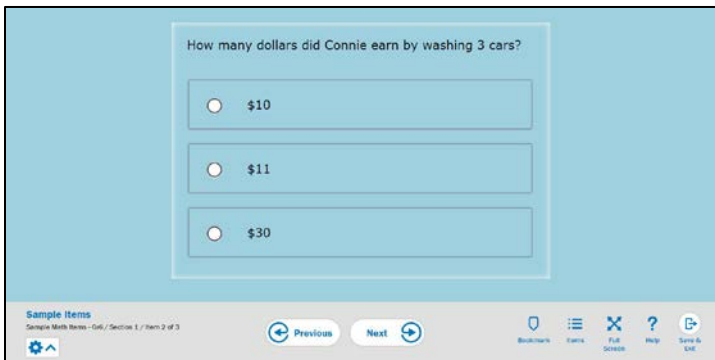 How many dollars did Connie earn by washing 3 cars?
$10
$11
$30
Sample Items
Sample Math Items - Gr6 / Section 1 / Item 2 of 3
Previous
Next
Bookmark
Items
Full
Screen
Help
Save &
Exit